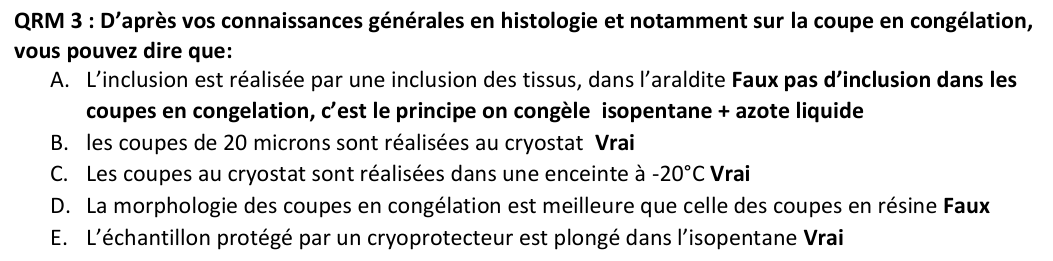 QRM 3 : D’après vos connaissances générales en histologie et notamment sur la coupe en congélation,
vous pouvez dire que:
A. L’inclusion est réalisée par une inclusion des tissus, dans l’araldite Faux pas d’inclusion dans les
coupes en congelation, c’est le principe on congèle isopentane + azote liquide
B. les coupes de 20 microns sont réalisées au cryostat Vrai
C. Les coupes au cryostat sont réalisées dans une enceinte à -20°C Vrai
D. La morphologie des coupes en congélation est meilleure que celle des coupes en résine Faux
E. L’échantillon protégé par un cryoprotecteur est plongé dans l’isopentane Vrai